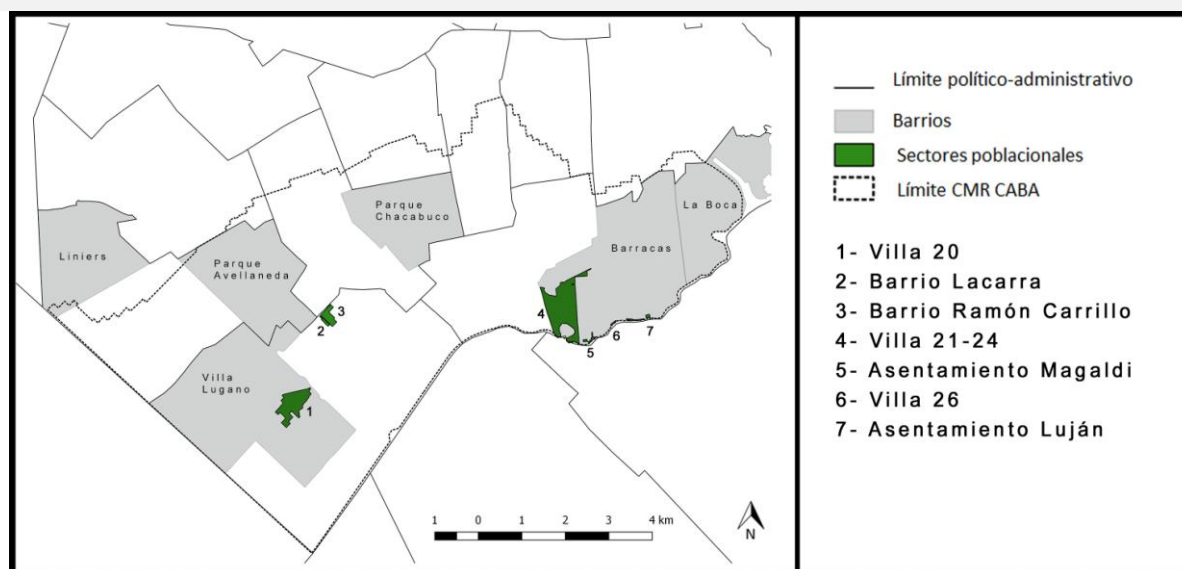 Liniers
Parque
Avellaneda
Parque
Chacabuco
Barracas
La Boca
Villa
Lugano
1
2
3
4
5
6
7
1 0 1 2 3 4 km
N
Límite político-administrativo
Barrios
Sectores poblacionales
Límite CMR CABA
1- Villa 20
2- Barrio Lacarra
3- Barrio Ramón Carrillo
4- Villa 21-24
5- Asentamiento Magaldi
6- Villa 26
7- Asentamiento Luján